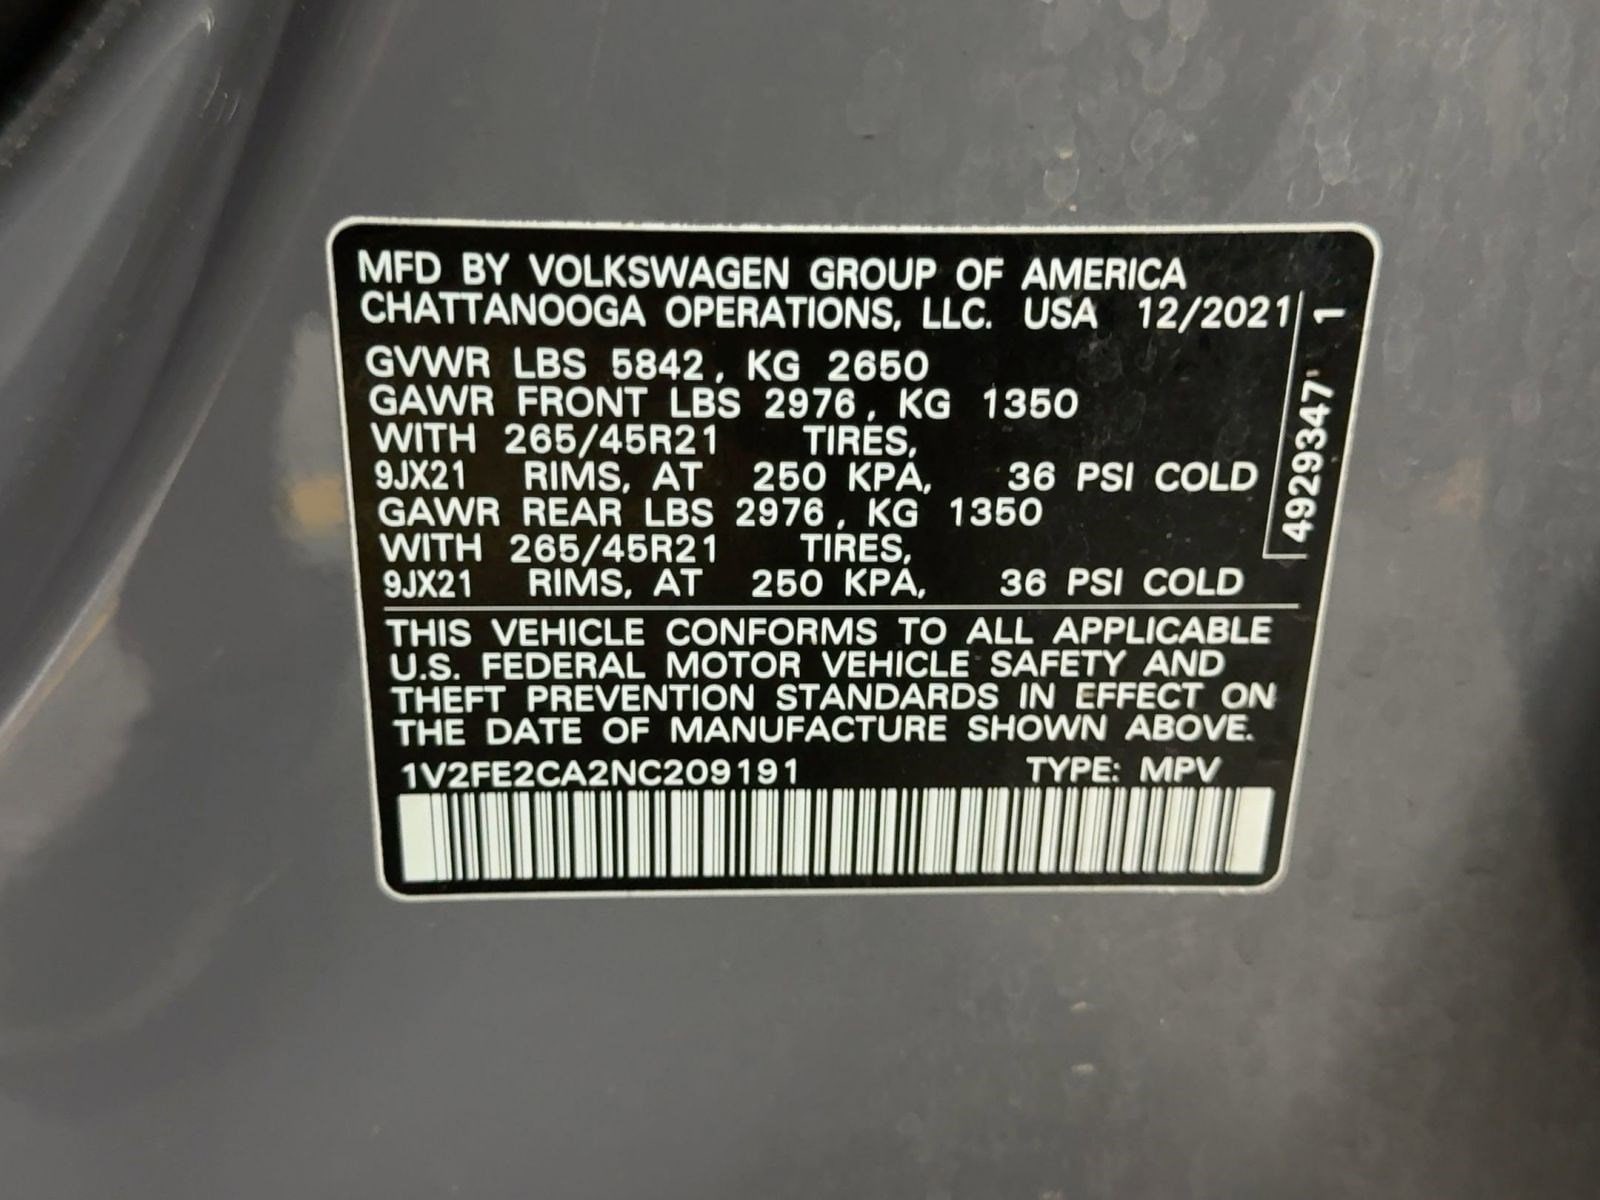 MFD BY VOLKSWAGEN GROUP OF AMERICA
CHATTANOOGA OPERATIONS, LLC. USA 12/2021
GVWR LBS 5842, KG 2650
GAWR FRONT LBS 2976, KG 1350
WITH 265/45R21 TIRES,
9JX21 RIMS, AT 250 KPA, 36 PSI COLD
GAWR REAR LBS 2976, KG 1350
WITH 265/45R21 TIRES,
9JX21 RIMS, AT 250 KPA, 36 PSI COLD
4929347 1
THIS VEHICLE CONFORMS TO ALL APPLICABLE
U.S. FEDERAL MOTOR VEHICLE SAFETY AND
THEFT PREVENTION STANDARDS IN EFFECT ON
THE DATE OF MANUFACTURE SHOWN ABOVE.
1V2FE2CA2NC209191 TYPE: MPV